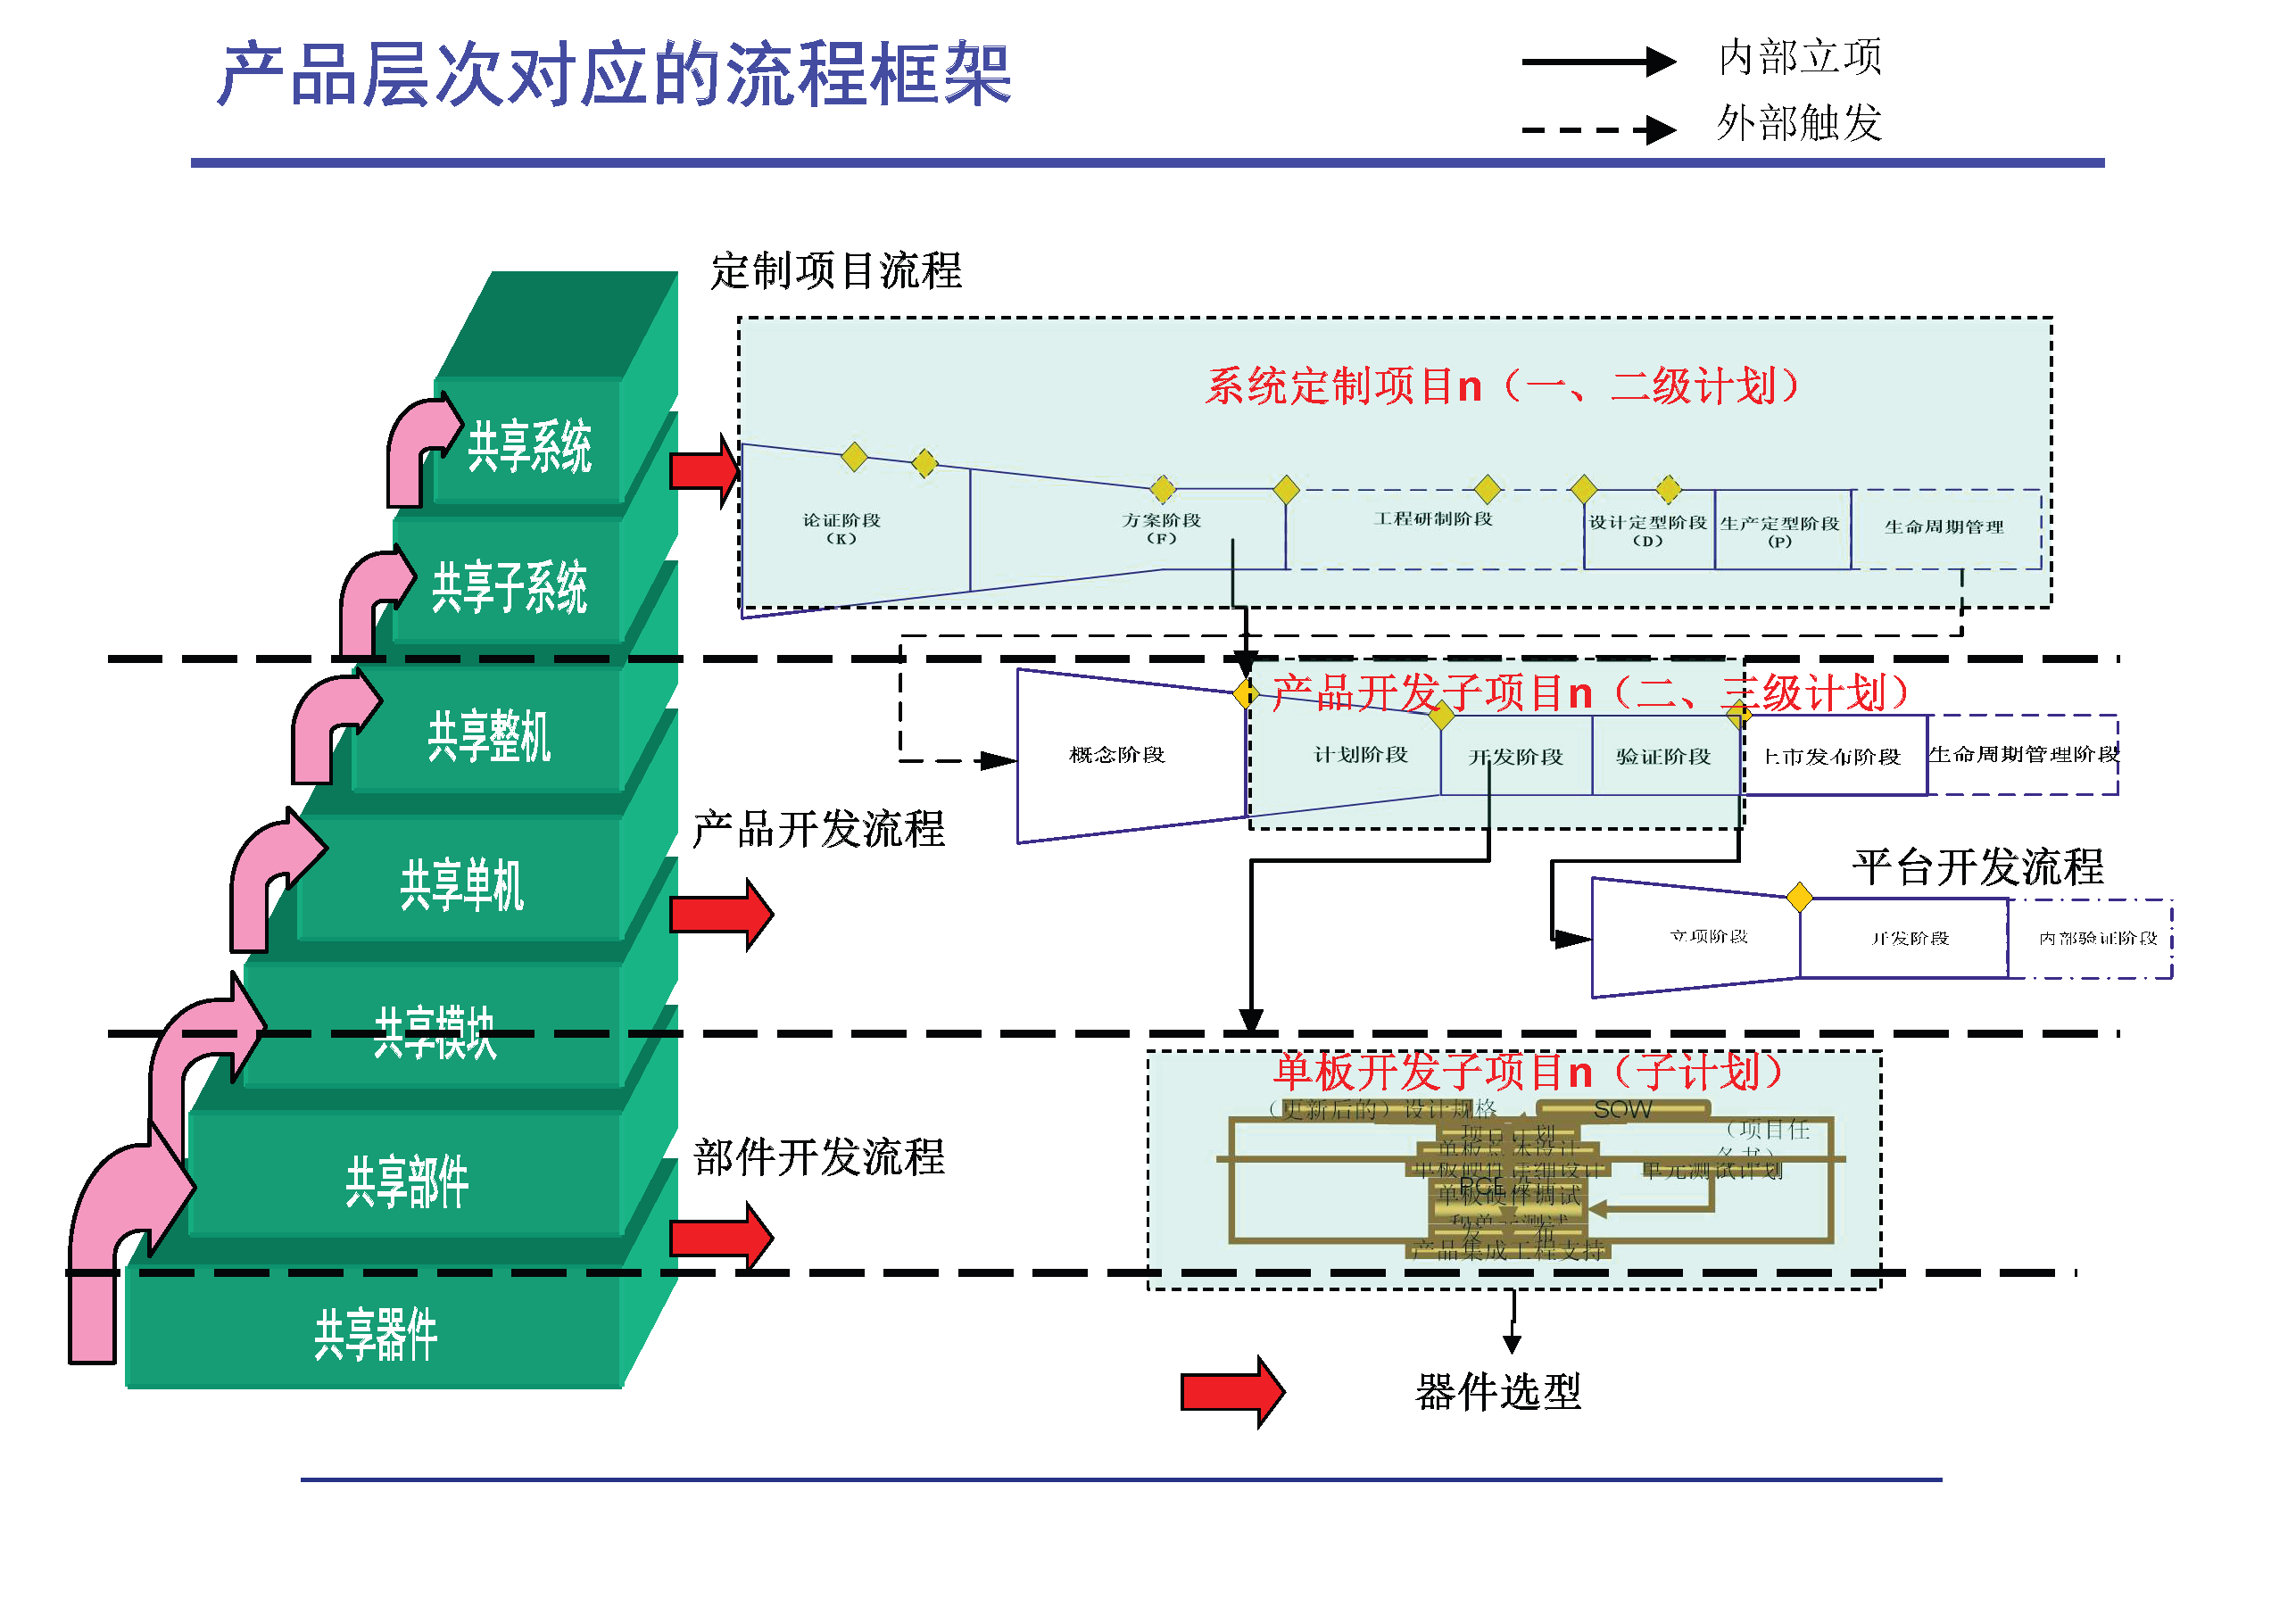 产品层次对应的流程框架
内部立项
外部触发
定制项目流程
系统定制项目n（一、二级计划）
共享系统
论证阶段
（K）
方案阶段
（F）
工程研制阶段
设计定型阶段
（D）
生产定型阶段
（P）
生命周期管理
共享子系统
产品开发子项目n（二、三级计划）
共享整机
概念阶段
计划阶段
开发阶段
验证阶段
上市发布阶段
生命周期管理阶段
产品开发流程
共享单机
平台开发流程
立项阶段
开发阶段
内部验证阶段
共享模块
单板开发子项目n（子计划）
（更新后的）设计规格
SOW
（项目任
务书）
项目计划
单板总体设计
单板硬件详细设计
单元测试计划
单板硬件调试
和单元测试
发 布
产品集成工程支持
部件开发流程
共享部件
共享器件
器件选型